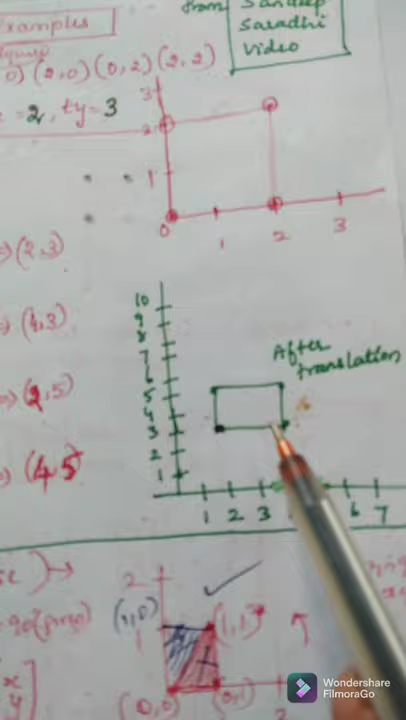 from Sandeep
Saradhi
Video
Examples
0) (2,0) (0,2) (2,2)
= 2, ty = 3
3
2
1
0 1 2 3
(2,3)
(4,3)
(2,5)
(4,5
10
9
8
7
6
5
4
3
2
1
1 2 3 6 7
After
translation
2
1
(1,1)
(0,0) (0,1)
x
y
Wondershare
FilmoraGo